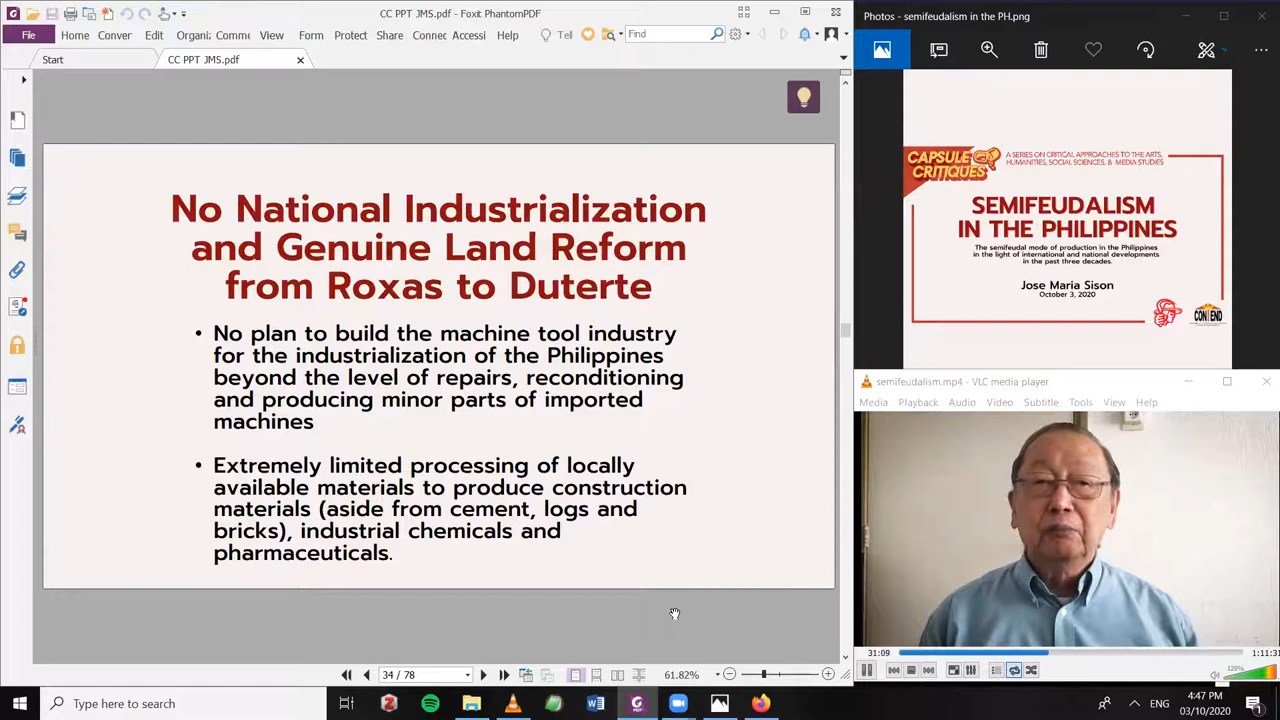 CC PPT JMS.pdf - Foxit PhantomPDF
File Home Conver Edit Organi Comme View Form Protect Share Connec Accessi Help Tell Find
Start CC PPT JMS.pdf
No National Industrialization
and Genuine Land Reform
from Roxas to Duterte
• No plan to build the machine tool industry
for the industrialization of the Philippines
beyond the level of repairs, reconditioning
and producing minor parts of imported
machines
• Extremely limited processing of locally
available materials to produce construction
materials (aside from cement, logs and
bricks), industrial chemicals and
pharmaceuticals.
34 / 78
61.82%
Photos - semifeudalism in the PH.png
CAPSULE
CRITIQUES
A SERIES ON CRITICAL APPROACHES TO THE ARTS,
HUMANITIES, SOCIAL SCIENCES, & MEDIA STUDIES
SEMIFEUDALISM
IN THE PHILIPPINES
The semifeudal mode of production in the Philippines
in the light of international and national developments
in the past three decades.
Jose Maria Sison
October 3, 2020
CONTEND
semifeudalism.mp4 - VLC media player
Media Playback Audio Video Subtitle Tools View Help
31:09
1:11:31
125%
Type here to search
ENG
4:47 PM
03/10/2020